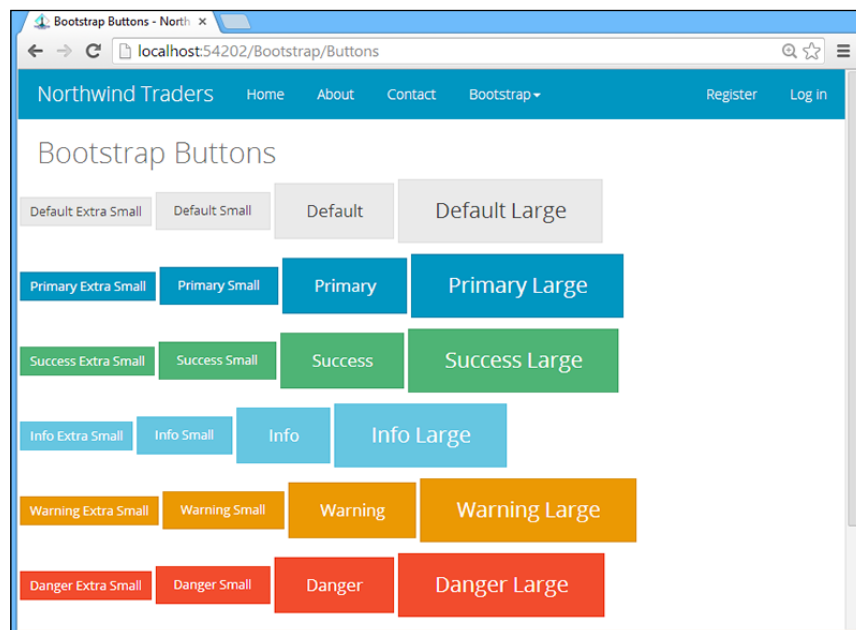 Bootstrap Buttons - North
localhost:54202/Bootstrap/Buttons
Northwind Traders Home About Contact Bootstrap Register Log in
Bootstrap Buttons
Default Extra Small Default Small Default Default Large
Primary Extra Small Primary Small Primary Primary Large
Success Extra Small Success Small Success Success Large
Info Extra Small Info Small Info Info Large
Warning Extra Small Warning Small Warning Warning Large
Danger Extra Small Danger Small Danger Danger Large